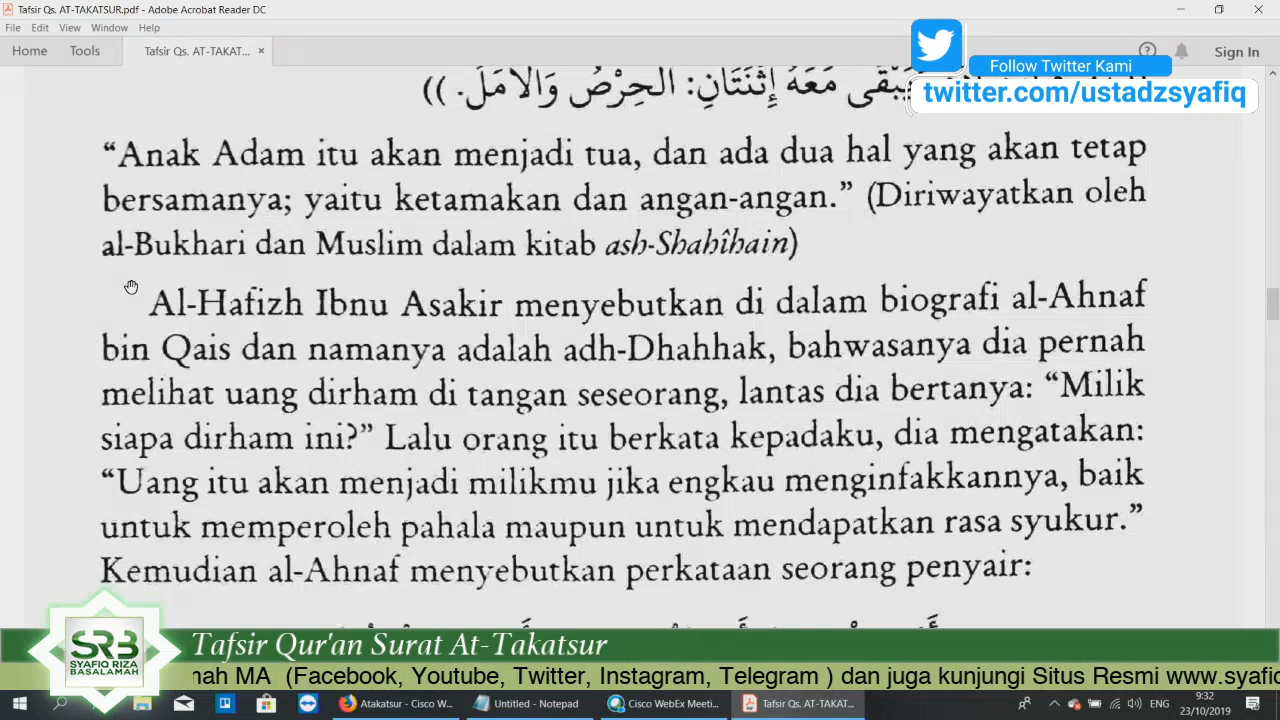 Tafsir Qs. AT-TAKATSUR.pdf - Adobe Acrobat Reader DC
File Edit View Window Help
Home Tools Tafsir Qs. AT-TAKAT... × Sign In
Follow Twitter Kami
twitter.com/ustadzsyafiq
مَعَهُ إِثْنَتَانِ: الْحِرْصُ وَالأَمَلُ. ))
“Anak Adam itu akan menjadi tua, dan ada dua hal yang akan tetap
bersamanya; yaitu ketamakan dan angan-angan.” (Diriwayatkan oleh
al-Bukhari dan Muslim dalam kitab ash-Shahîhain)
Al-Hafizh Ibnu Asakir menyebutkan di dalam biografi al-Ahnaf
bin Qais dan namanya adalah adh-Dhahhak, bahwasanya dia pernah
melihat uang dirham di tangan seseorang, lantas dia bertanya: “Milik
siapa dirham ini?” Lalu orang itu berkata kepadaku, dia mengatakan:
“Uang itu akan menjadi milikmu jika engkau menginfakkannya, baik
untuk memperoleh pahala maupun untuk mendapatkan rasa syukur.”
Kemudian al-Ahnaf menyebutkan perkataan seorang penyair:
SRB
SYAFIQ RIZA
BASALAMAH
Tafsir Qur'an Surat At-Takatsur
nah MA (Facebook, Youtube, Twitter, Instagram, Telegram ) dan juga kunjungi Situs Resmi www.syafiq
Atakatsur - Cisco W... Untitled - Notepad Cisco WebEx Meeti... Tafsir Qs. AT-TAKAT... ENG 9:32
23/10/2019